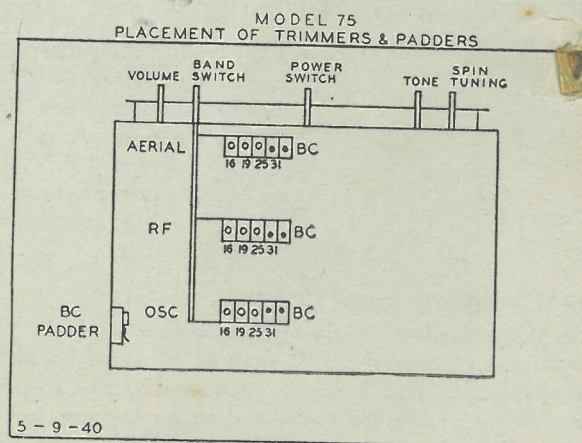 MODEL 75
PLACEMENT OF TRIMMERS & PADDERS
VOLUME
BAND SWITCH
POWER SWITCH
TONE
SPIN TUNING
AERIAL
BC
16 19 25 31
RF
BC
16 19 25 31
BC PADDER
OSC
BC
16 19 25 31
5-9-40